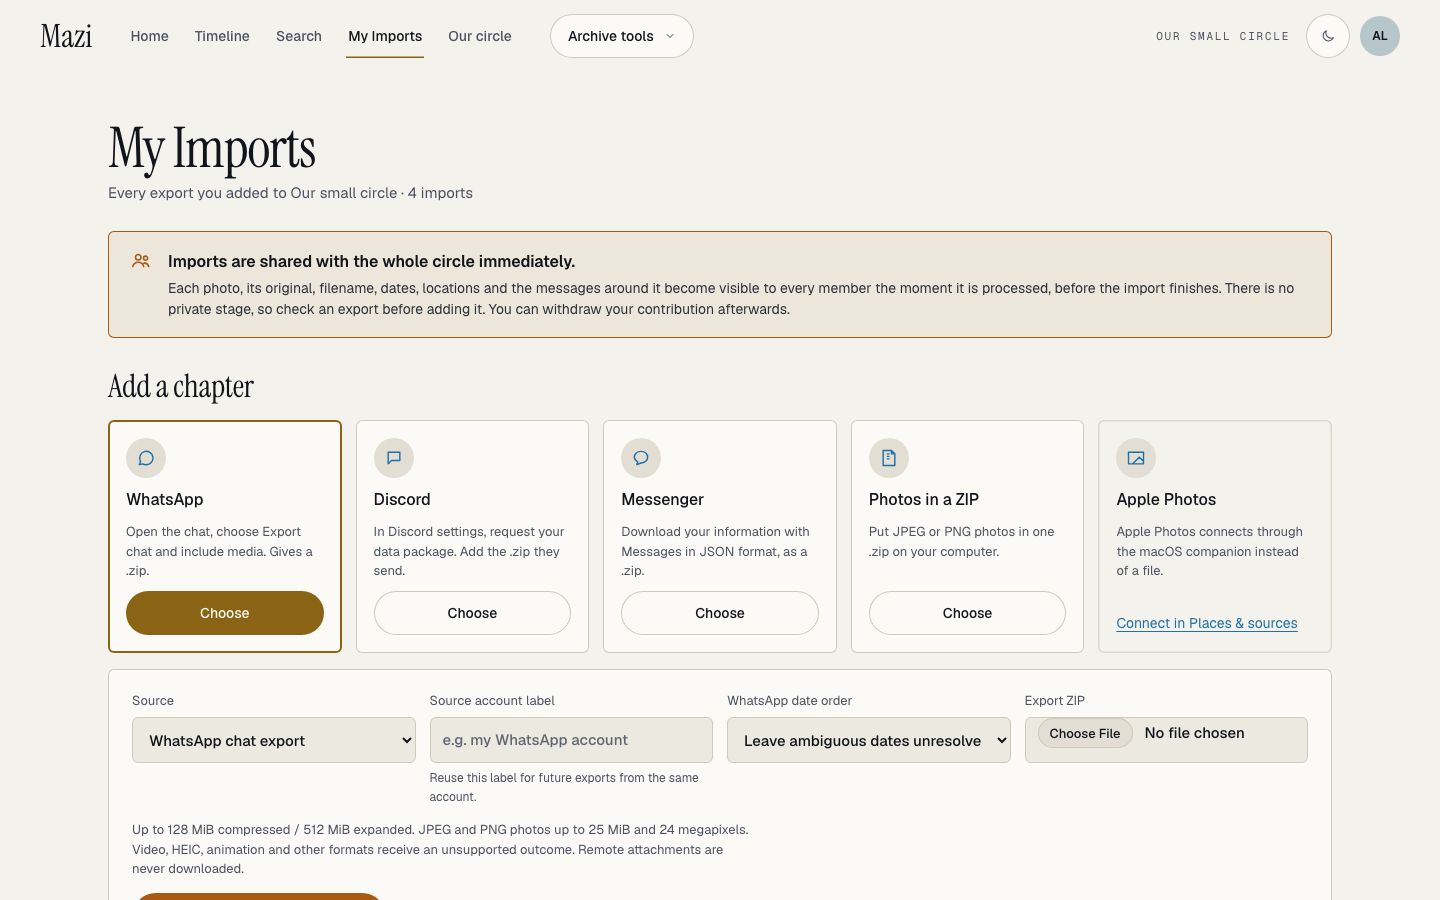 Mazi
Home
Timeline
Search
My Imports
Our circle
Archive tools
OUR SMALL CIRCLE
AL
My Imports
Every export you added to Our small circle · 4 imports
Imports are shared with the whole circle immediately.
Each photo, its original, filename, dates, locations and the messages around it become visible to every member the moment it is processed, before the import finishes. There is no
private stage, so check an export before adding it. You can withdraw your contribution afterwards.
Add a chapter
WhatsApp
Open the chat, choose Export
chat and include media. Gives a
.zip.
Choose
Discord
In Discord settings, request your
data package. Add the .zip they
send.
Choose
Messenger
Download your information with
Messages in JSON format, as a
.zip.
Choose
Photos in a ZIP
Put JPEG or PNG photos in one
.zip on your computer.
Choose
Apple Photos
Apple Photos connects through
the macOS companion instead
of a file.
Connect in Places & sources
Source
WhatsApp chat export
Source account label
e.g. my WhatsApp account
Reuse this label for future exports from the same
account.
WhatsApp date order
Leave ambiguous dates unresolve
Export ZIP
Choose File
No file chosen
Up to 128 MiB compressed / 512 MiB expanded. JPEG and PNG photos up to 25 MiB and 24 megapixels.
Video, HEIC, animation and other formats receive an unsupported outcome. Remote attachments are
never downloaded.